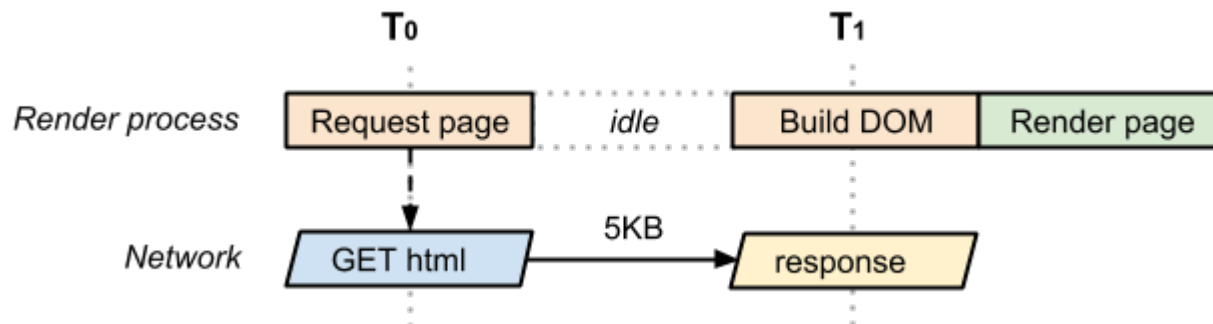 T0 T1
Render process Request page idle Build DOM Render page
5KB
Network GET html response